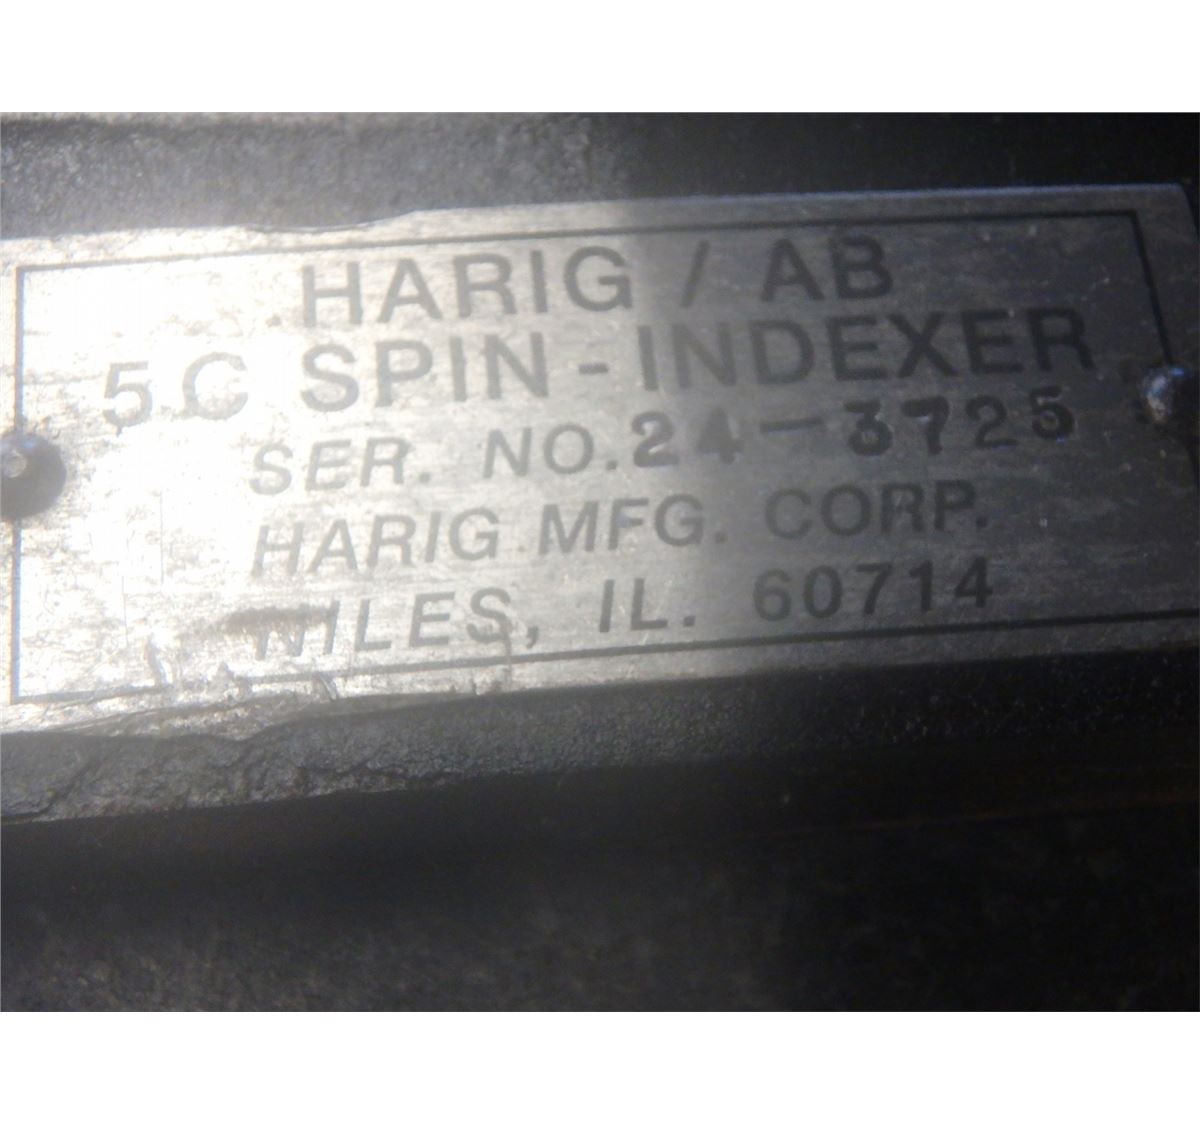 HARIG / AB
5C SPIN-INDEXER
SER. NO. 24-3725
HARIG MFG. CORP.
NILES, IL. 60714